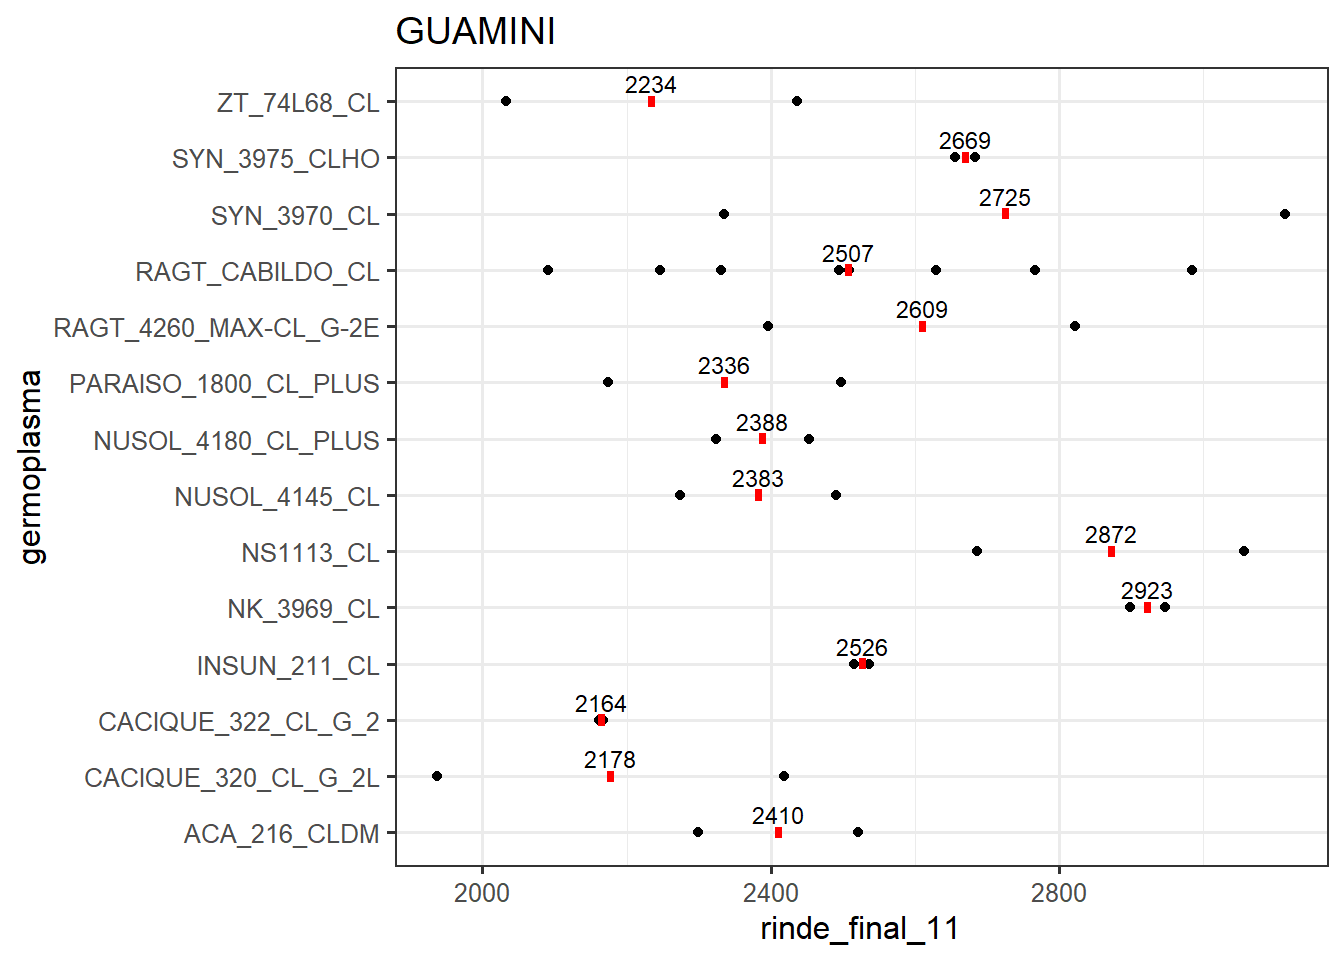 GUAMINI
germoplasma
ZT_74L68_CL
2234
SYN_3975_CLHO
2669
SYN_3970_CL
2725
RAGT_CABILDO_CL
2507
RAGT_4260_MAX-CL_G-2E
2609
PARAISO_1800_CL_PLUS
2336
NUSOL_4180_CL_PLUS
2388
NUSOL_4145_CL
2383
NS1113_CL
2872
NK_3969_CL
2923
INSUN_211_CL
2526
CACIQUE_322_CL_G_2
2164
CACIQUE_320_CL_G_2L
2178
ACA_216_CLDM
2410
2000 2400 2800
rinde_final_11